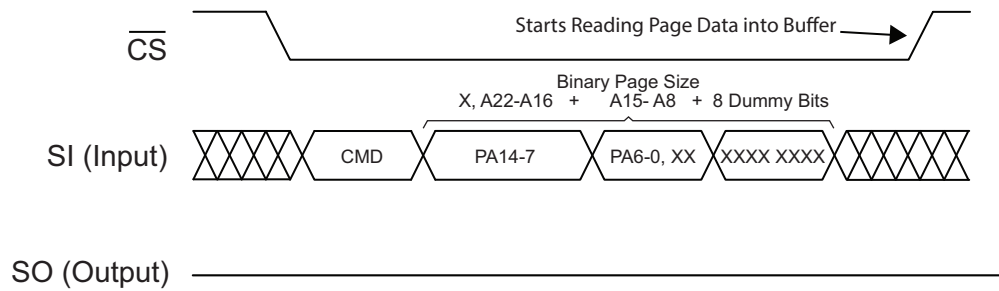 Starts Reading Page Data into Buffer
CS
Binary Page Size
X, A22-A16 + A15- A8 + 8 Dummy Bits
SI (Input)
CMD
PA14-7
PA6-0, XX
XXXX XXXX
SO (Output)